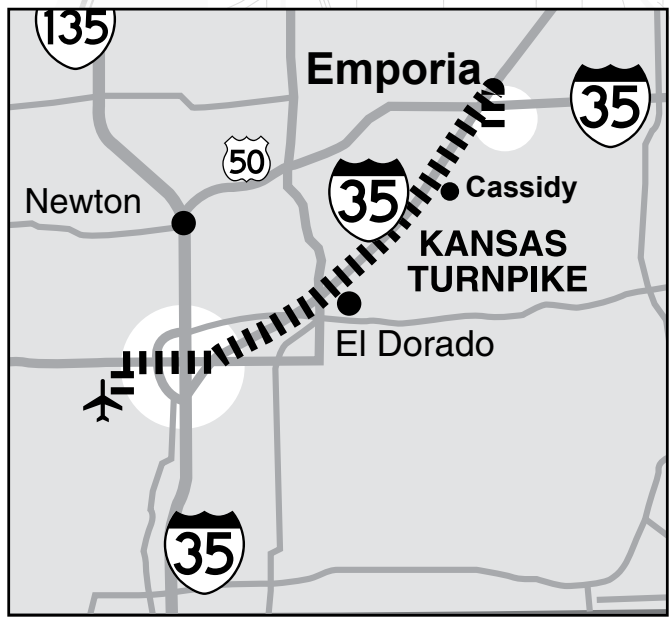 135
Emporia
35
50
35
Cassidy
Newton
KANSAS
TURNPIKE
El Dorado
35